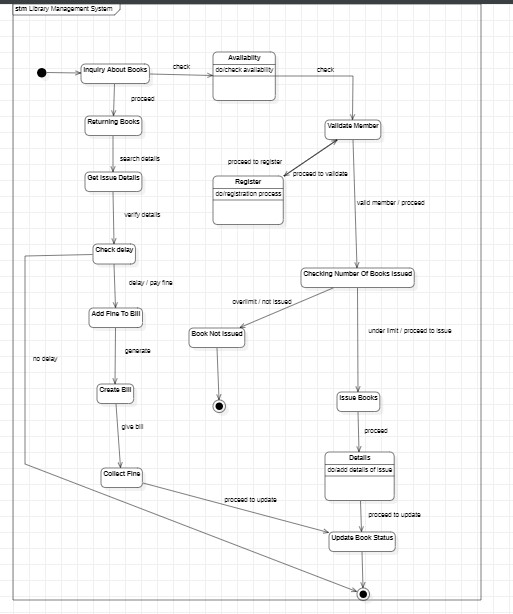 stm Library Management System
Inquiry About Books
check
Availablity
do/check availability
check
proceed
Returning Books
Validate Member
search details
proceed to register
proceed to validate
Get Issue Details
Register
do/registration process
valid member / proceed
verify details
Check delay
Checking Number Of Books Issued
delay / pay fine
overlimit / not issued
Add Fine To Bill
Book Not Issued
under limit / proceed to issue
no delay
generate
Create Bill
Issue Books
give bill
proceed
Details
do/add details of issue
Collect Fine
proceed to update
proceed to update
Update Book Status